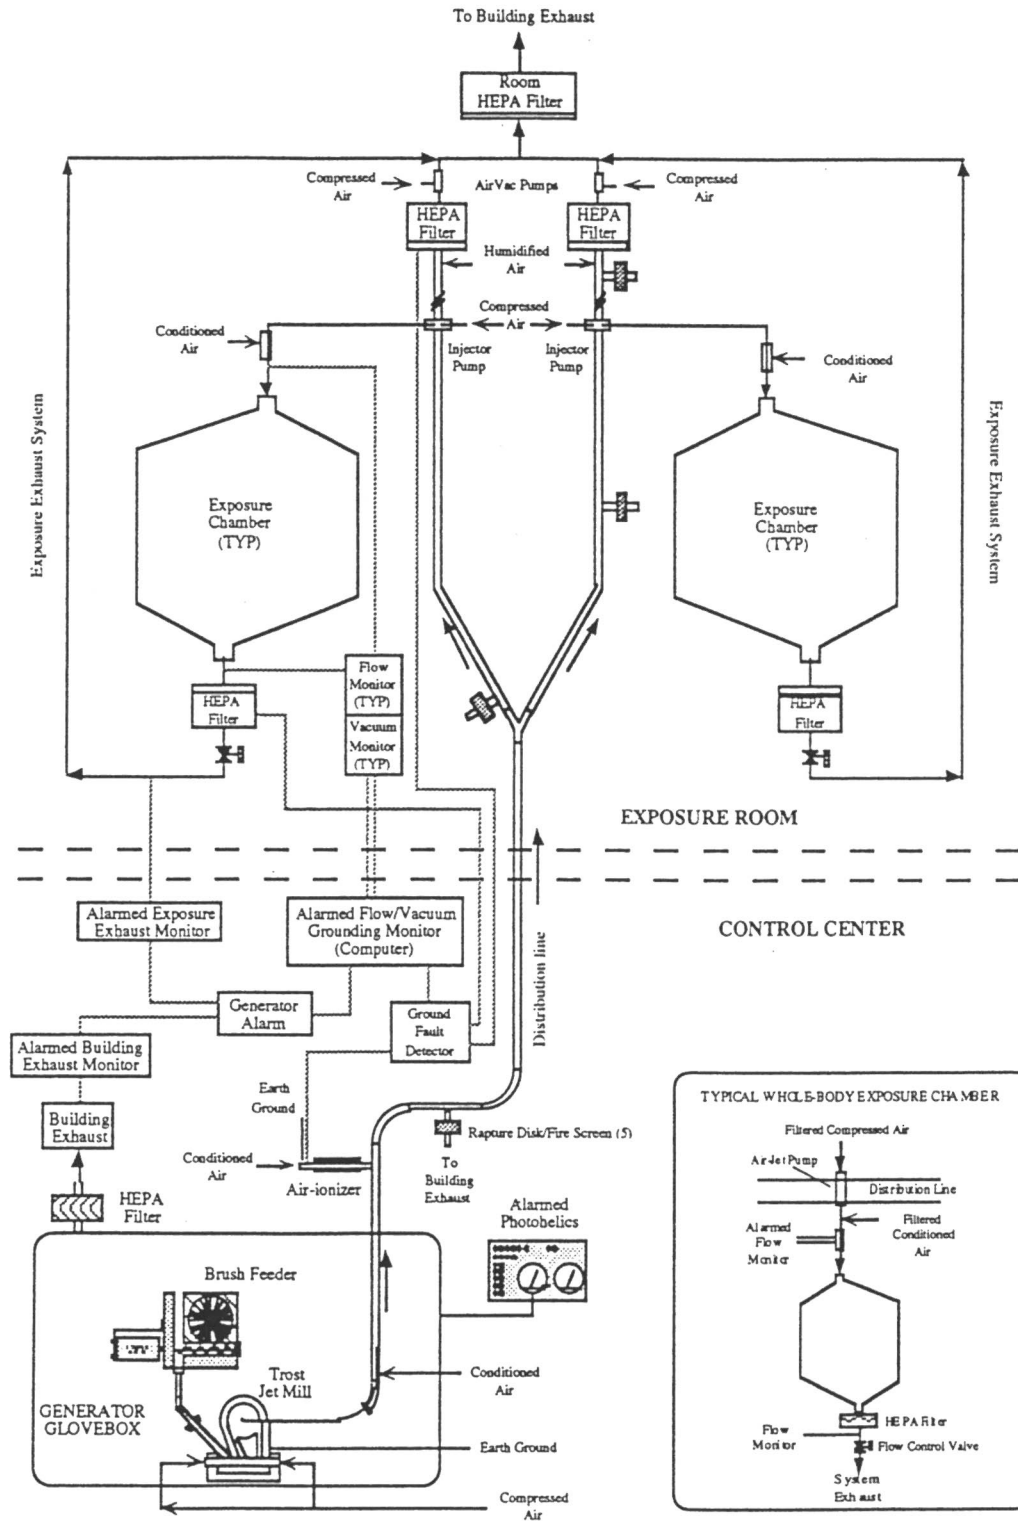 To Building Exhaust
Room
HEPA Filter
Compressed
Air
AirVac Pumps
Compressed
Air
HEPA
Filter
HEPA
Filter
Humidified
Air
Compressed
Air
Conditioned
Air
Injector
Pump
Injector
Pump
Conditioned
Air
Exposure Exhaust System
Exposure Exhaust System
Exposure
Chamber
(TYP)
Exposure
Chamber
(TYP)
Flow
Monitor
(TYP)
HEPA
Filter
Vacuum
Monitor
(TYP)
HEPA
Filter
EXPOSURE ROOM
CONTROL CENTER
Alarmed Exposure
Exhaust Monitor
Alarmed Flow/Vacuum
Grounding Monitor
(Computer)
Distribution line
Generator
Alarm
Ground
Fault
Detector
Alarmed Building
Exhaust Monitor
Earth
Ground
Building
Exhaust
Rapture Disk/Fire Screen (5)
Conditioned
Air
Air-ionizer
To
Building
Exhaust
HEPA
Filter
Alarmed
Photohelics
Brush Feeder
Trost
Jet Mill
Conditioned
Air
GENERATOR
GLOVEBOX
Earth Ground
Compressed
Air
TYPICAL WHOLE-BODY EXPOSURE CHAMBER
Filtered Compressed Air
Air-Jet Pump
Distribution Line
Alarmed
Flow
Monitor
Filtered
Conditioned
Air
HEPA Filter
Flow
Monitor
Flow Control Valve
System
Exhaust